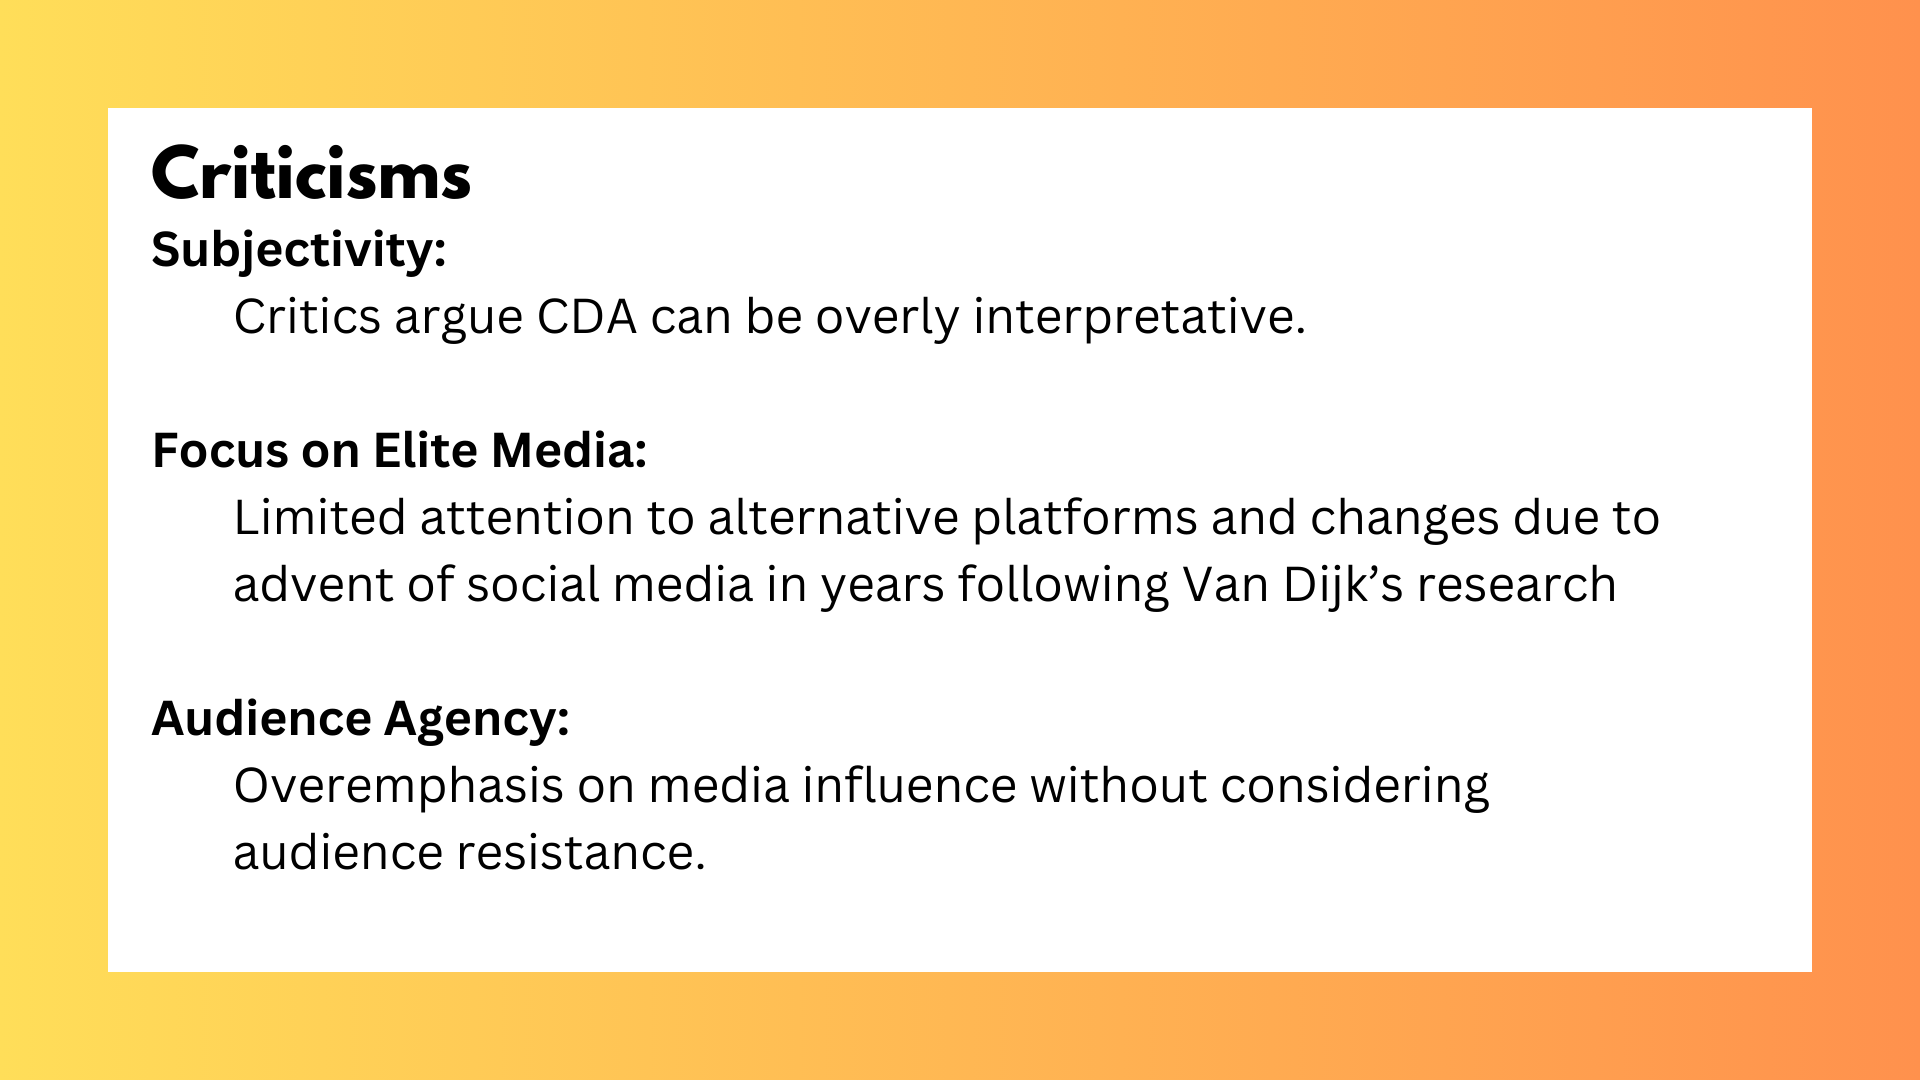 Criticisms
Subjectivity:
Critics argue CDA can be overly interpretative.
Focus on Elite Media:
Limited attention to alternative platforms and changes due to
advent of social media in years following Van Dijk’s research
Audience Agency:
Overemphasis on media influence without considering
audience resistance.